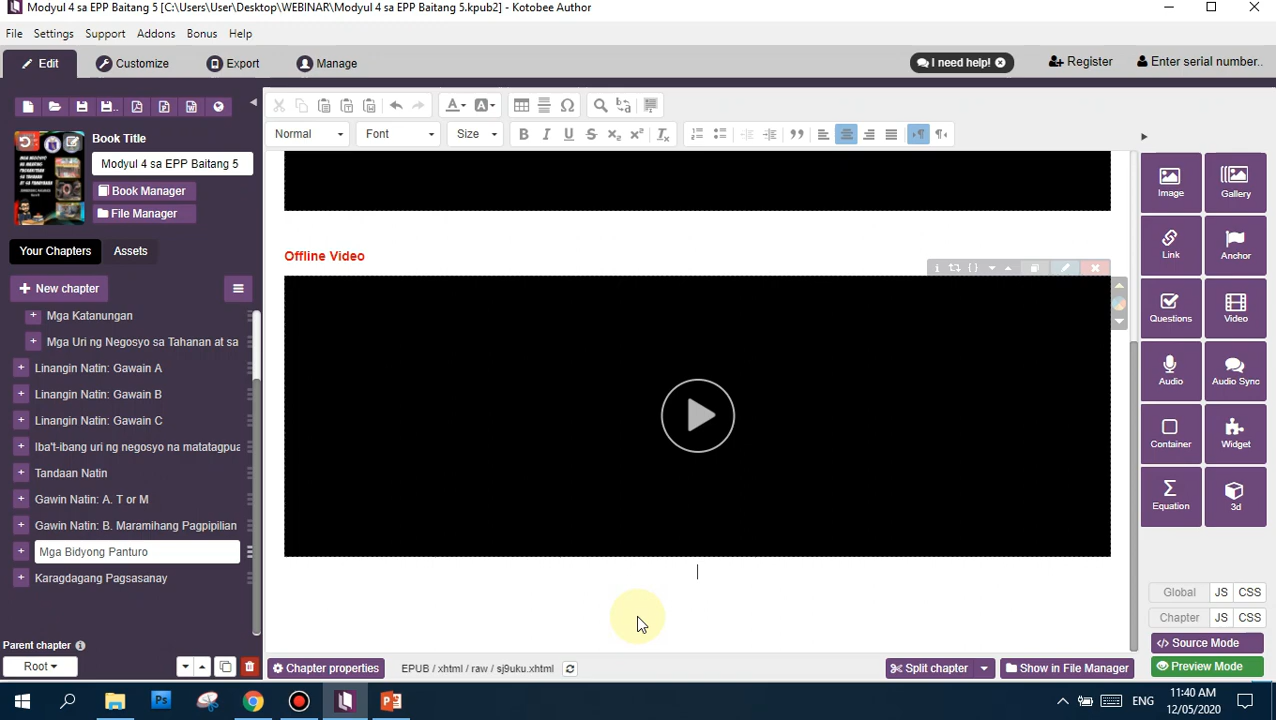 Modyul 4 sa EPP Baitang 5 [C:\Users\User\Desktop\WEBINAR\Modyul 4 sa EPP Baitang 5.kpub2] - Kotobee Author
File Settings Support Addons Bonus Help
Edit Customize Export Manage I need help! Register Enter serial number..
Book Title
Modyul 4 sa EPP Baitang 5
Book Manager
File Manager
Normal Font Size
Your Chapters Assets
New chapter
Mga Katanungan
Mga Uri ng Negosyo sa Tahanan at sa
Linangin Natin: Gawain A
Linangin Natin: Gawain B
Linangin Natin: Gawain C
Iba't-ibang uri ng negosyo na matatagpua
Tandaan Natin
Gawin Natin: A. T or M
Gawin Natin: B. Maramihang Pagpipilian
Mga Bidyong Panturo
Karagdagang Pagsasanay
Parent chapter
Root
Offline Video
Image Gallery
Link Anchor
Questions Video
Audio Audio Sync
Container Widget
Equation 3d
Global JS CSS
Chapter JS CSS
Source Mode
Preview Mode
Chapter properties EPUB / xhtml / raw / sj9uku.xhtml Split chapter Show in File Manager
ENG
11:40 AM
12/05/2020